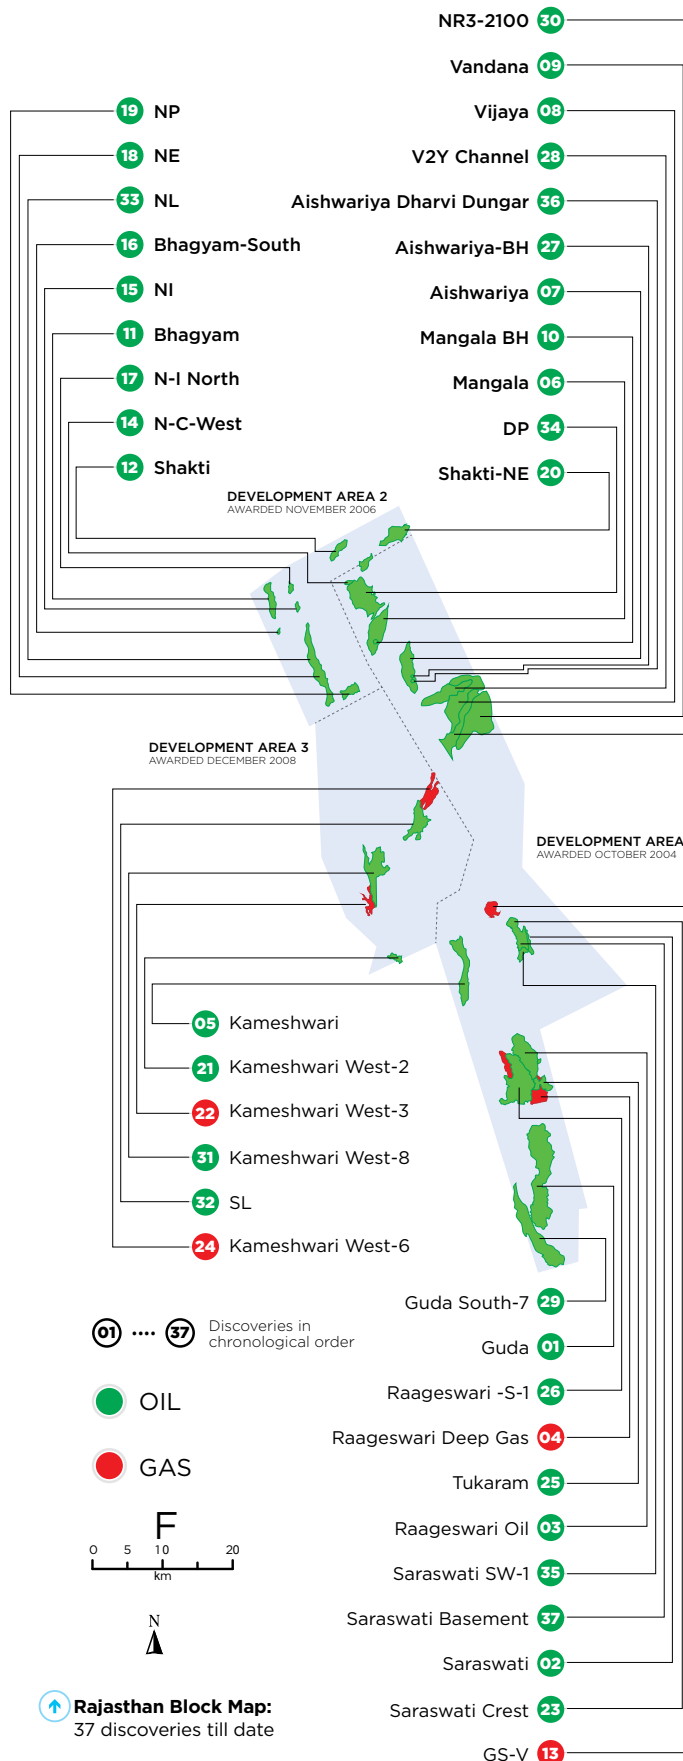 NR3-2100 30
Vandana 09
19 NP
Vijaya 08
18 NE
V2Y Channel 28
33 NL
Aishwariya Dharvi Dungar 36
16 Bhagyam-South
Aishwariya-BH 27
15 NI
Aishwariya 07
11 Bhagyam
Mangala BH 10
17 N-I North
Mangala 06
14 N-C-West
DP 34
12 Shakti
Shakti-NE 20
DEVELOPMENT AREA 2
AWARDED NOVEMBER 2006
DEVELOPMENT AREA 3
AWARDED DECEMBER 2008
DEVELOPMENT AREA
AWARDED OCTOBER 2004
05 Kameshwari
21 Kameshwari West-2
22 Kameshwari West-3
31 Kameshwari West-8
32 SL
24 Kameshwari West-6
Guda South-7 29
Guda 01
Raageswari -S-1 26
Raageswari Deep Gas 04
Tukaram 25
Raageswari Oil 03
Saraswati SW-1 35
Saraswati Basement 37
Saraswati 02
Saraswati Crest 23
GS-V 13
01 .... 37 Discoveries in
chronological order
OIL
GAS
F
0 5 10 20
km
N
Rajasthan Block Map:
37 discoveries till date